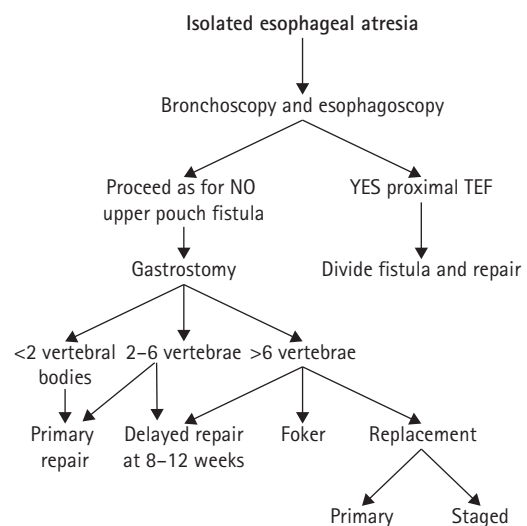 Isolated esophageal atresia
Bronchoscopy and esophagoscopy
Proceed as for NO
upper pouch fistula
YES proximal TEF
Gastrostomy
Divide fistula and repair
<2 vertebral
bodies
2–6 vertebrae
>6 vertebrae
Primary
repair
Delayed repair
at 8–12 weeks
Foker
Replacement
Primary
Staged